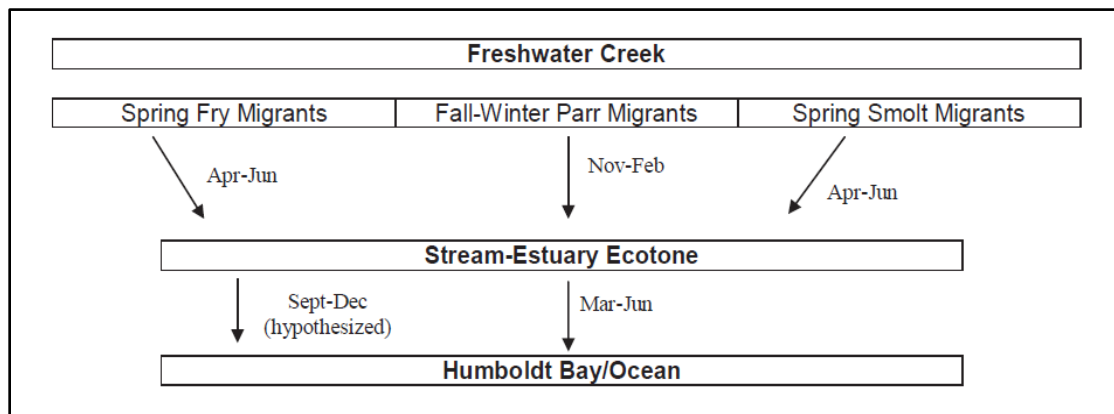 Freshwater Creek
Spring Fry Migrants
Fall-Winter Parr Migrants
Spring Smolt Migrants
Apr-Jun
Nov-Feb
Apr-Jun
Stream-Estuary Ecotone
Sept-Dec
(hypothesized)
Mar-Jun
Humboldt Bay/Ocean